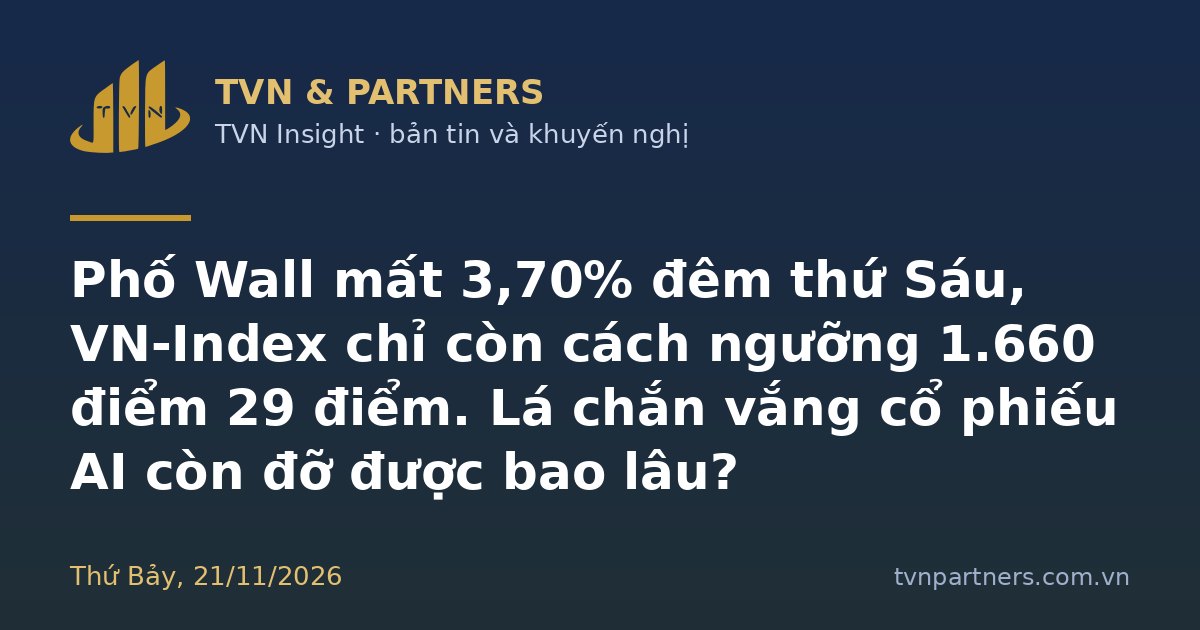 TVN
TVN & PARTNERS
TVN Insight · bản tin và khuyến nghị
Phố Wall mất 3,70% đêm thứ Sáu,
VN-Index chỉ còn cách ngưỡng 1.660
điểm 29 điểm. Lá chắn vắng cổ phiếu
AI còn đỡ được bao lâu?
Thứ Bảy, 21/11/2026
tvnpartners.com.vn